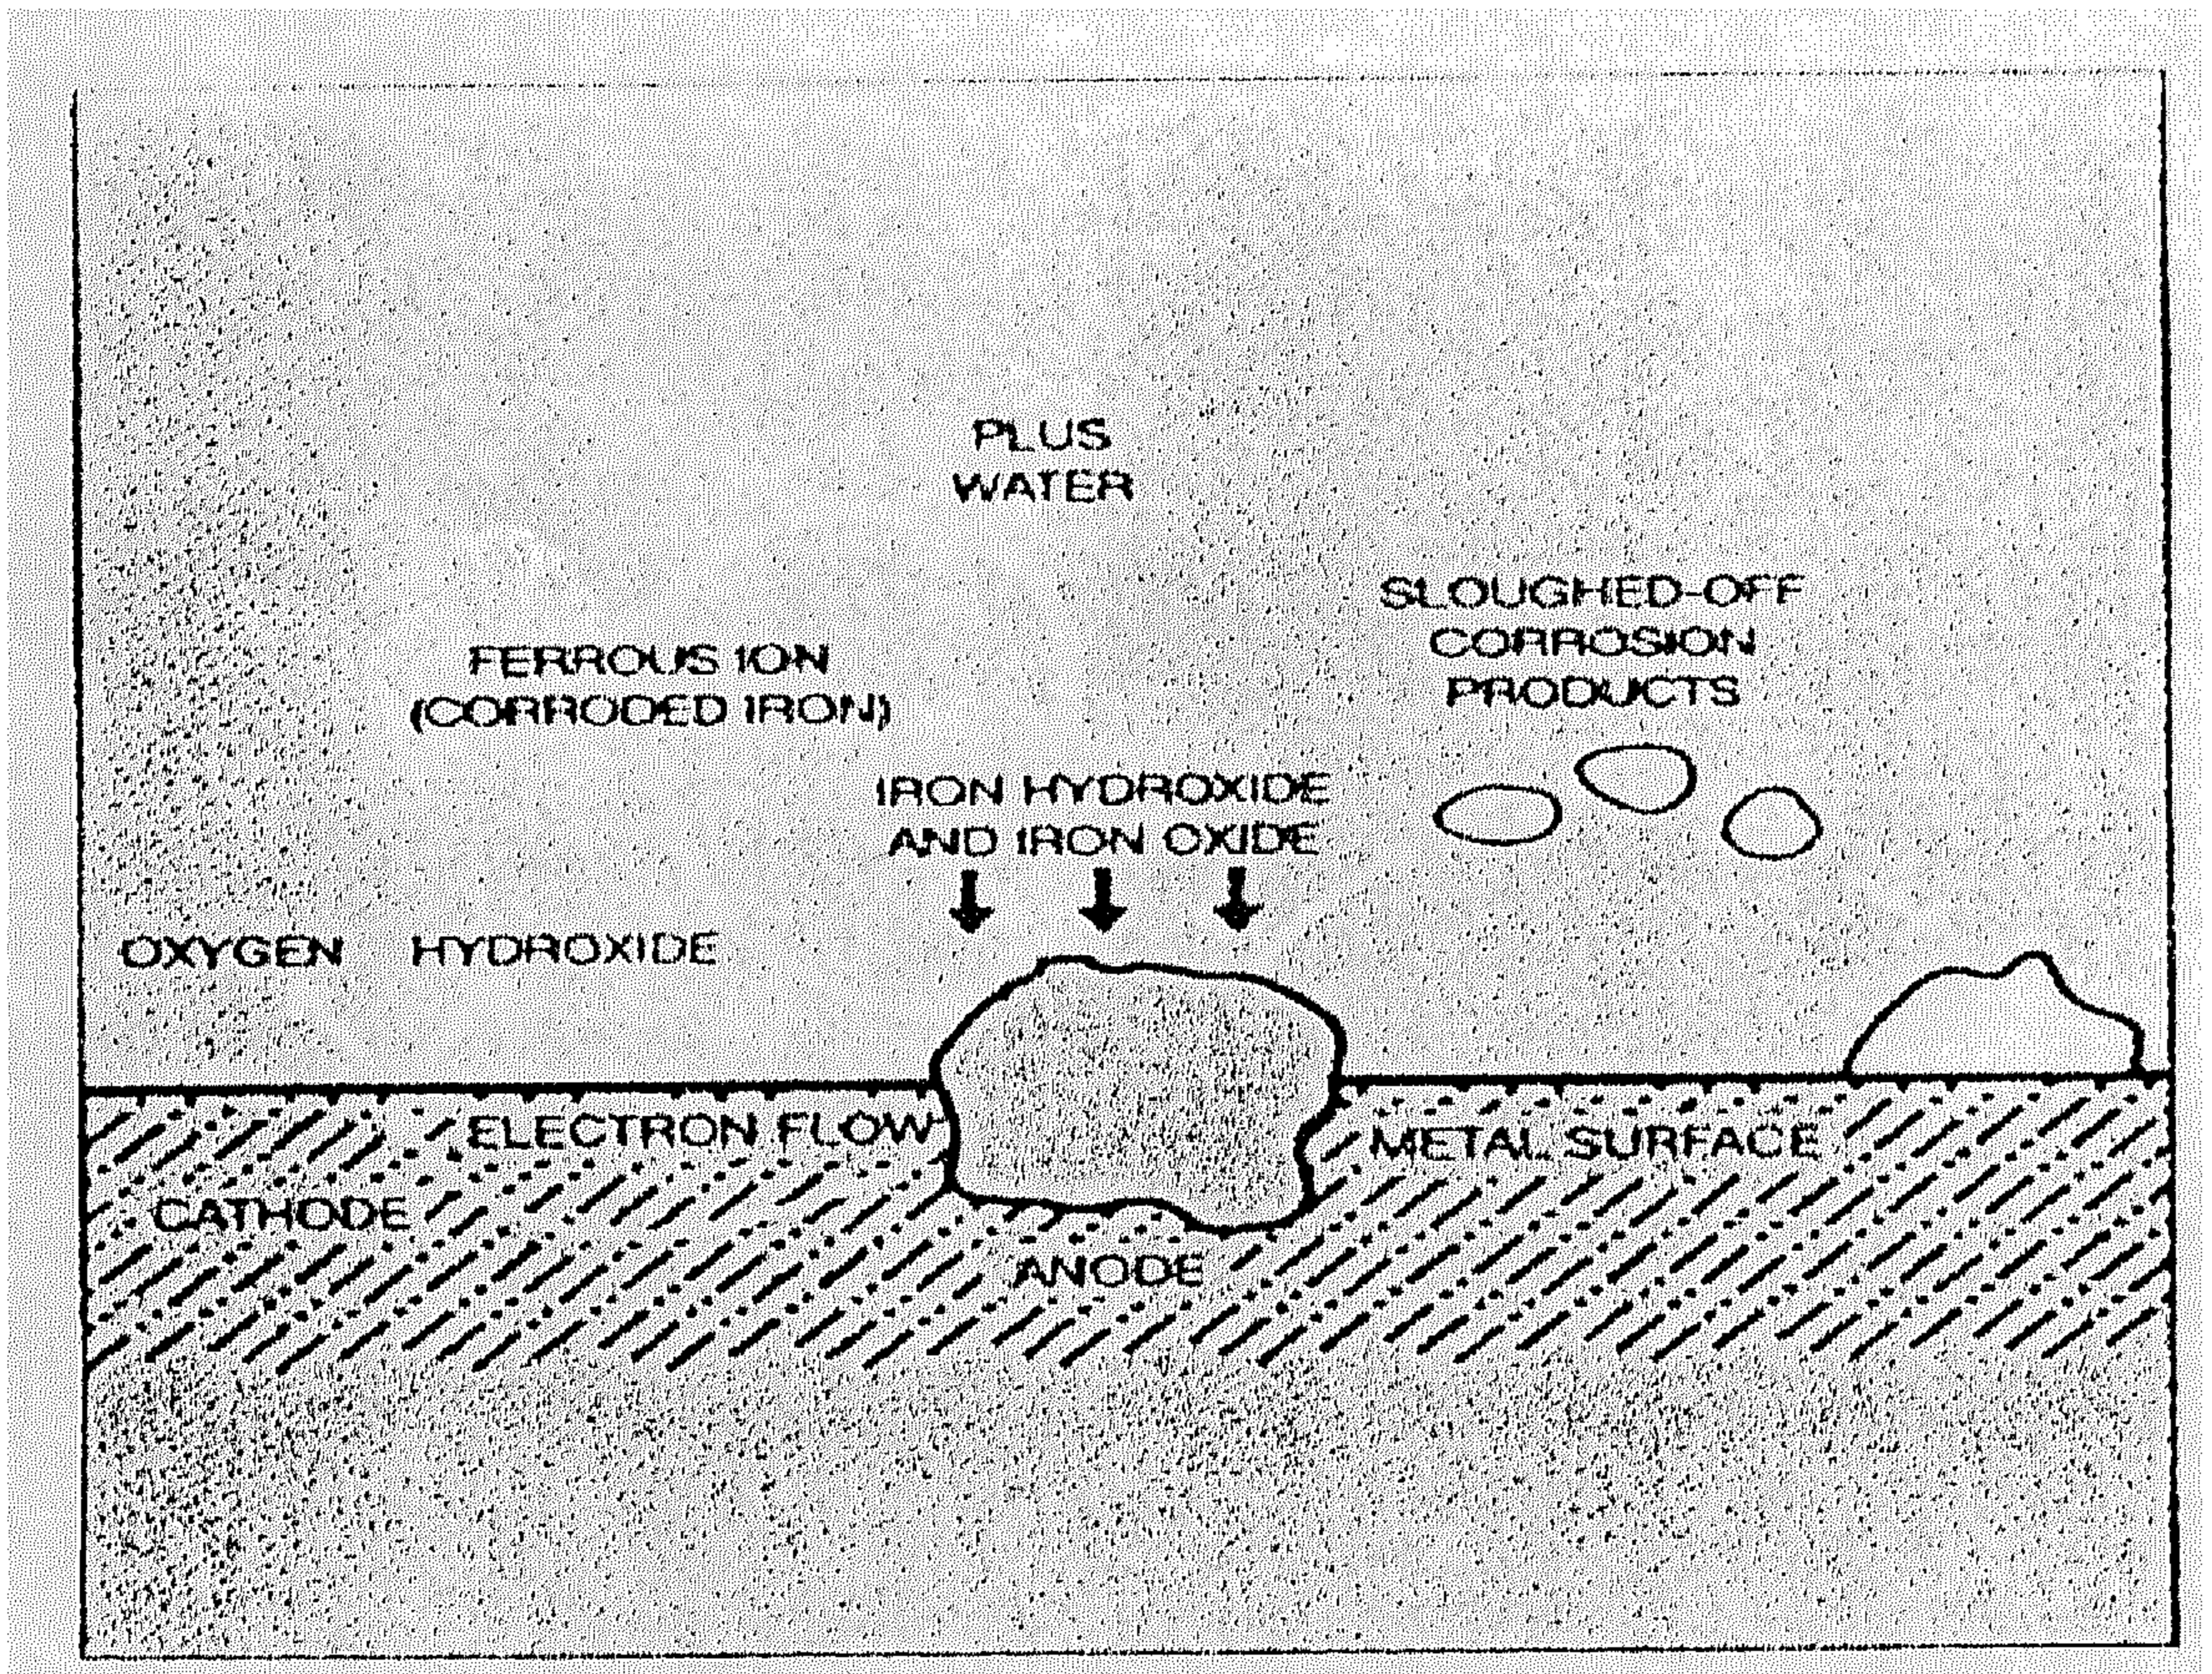 PLUS
WATER
SLOUGHED-OFF
CORROSION
PRODUCTS
FERROUS ION
(CORRODED IRON)
IRON HYDROXIDE
AND IRON OXIDE
OXYGEN HYDROXIDE
ELECTRON FLOW
METAL SURFACE
CATHODE
ANODE